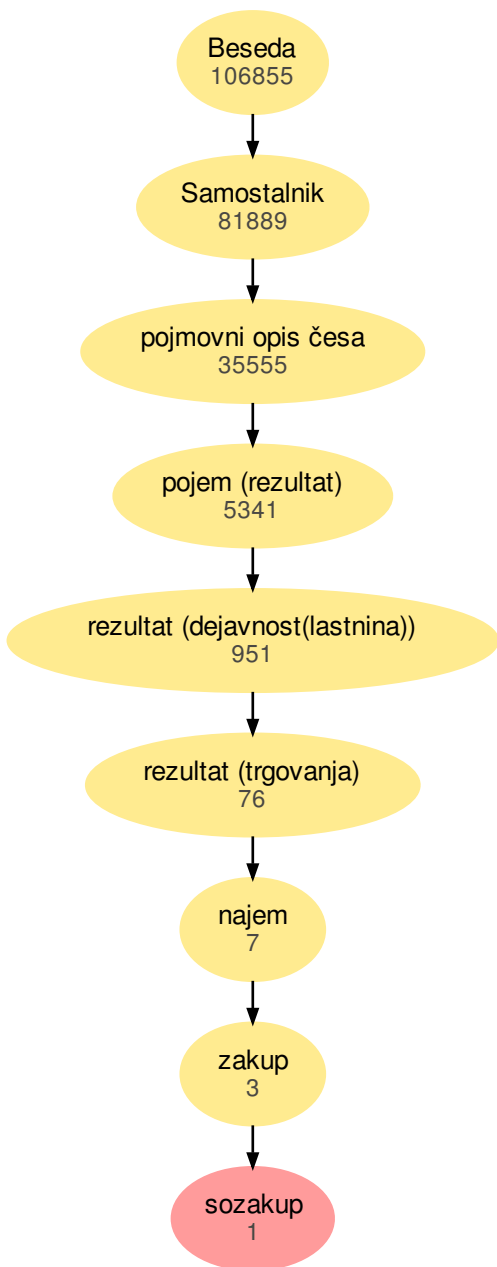 Beseda
106855
Samostalnik
81889
pojmovni opis česa
35555
pojem (rezultat)
5341
rezultat (dejavnost(lastnina))
951
rezultat (trgovanja)
76
najem
7
zakup
3
sozakup
1